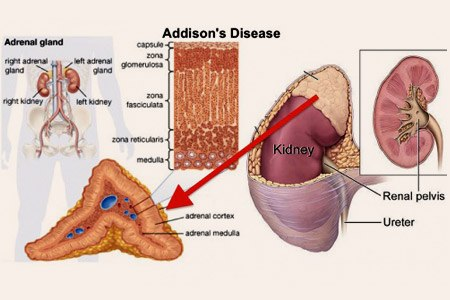 Addison's Disease
Adrenal gland
right adrenal
gland
left adrenal
gland
right kidney
left kidney
capsule
zona
glomerulosa
zona
fasciculata
zona reticularis
medulla
adrenal cortex
adrenal medulla
Kidney
Renal pelvis
Ureter